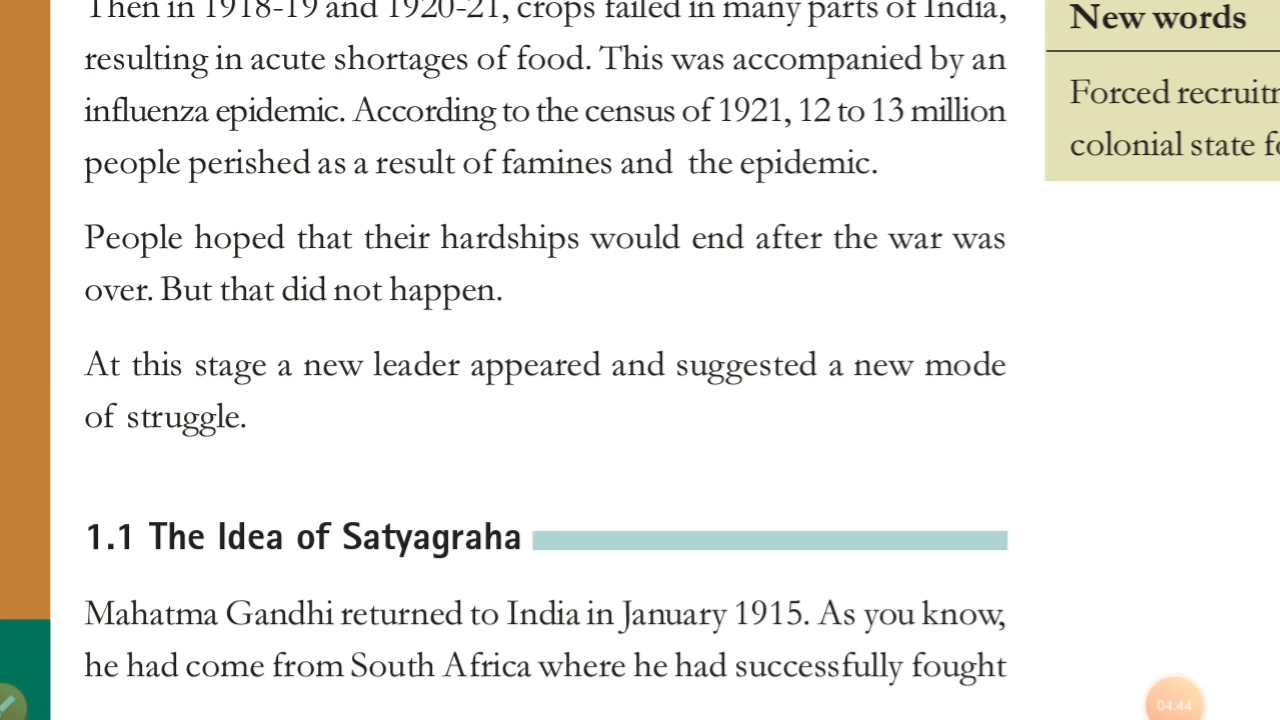 Then in 1918-19 and 1920-21, crops failed in many parts of India,
resulting in acute shortages of food. This was accompanied by an
influenza epidemic. According to the census of 1921, 12 to 13 million
people perished as a result of famines and the epidemic.
People hoped that their hardships would end after the war was
over. But that did not happen.
At this stage a new leader appeared and suggested a new mode
of struggle.
1.1 The Idea of Satyagraha
Mahatma Gandhi returned to India in January 1915. As you know,
he had come from South Africa where he had successfully fought
New words
Forced
colonial state
04:44